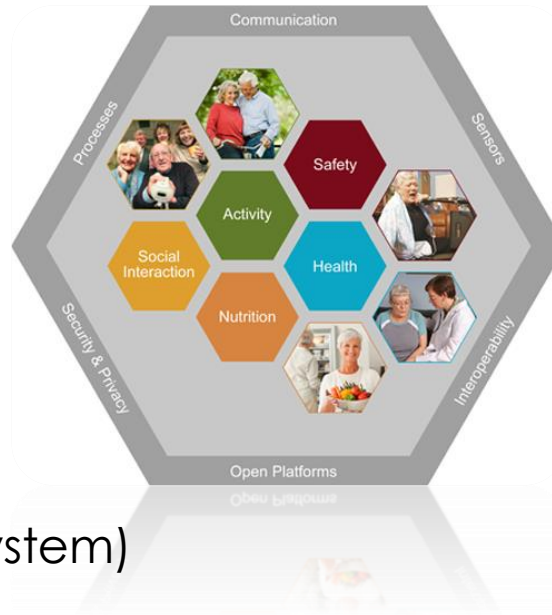 Communication
Processes
Sensors
Safety
Activity
Social
Interaction
Health
Nutrition
Security & Privacy
Interoperability
Open Platforms
ystem)